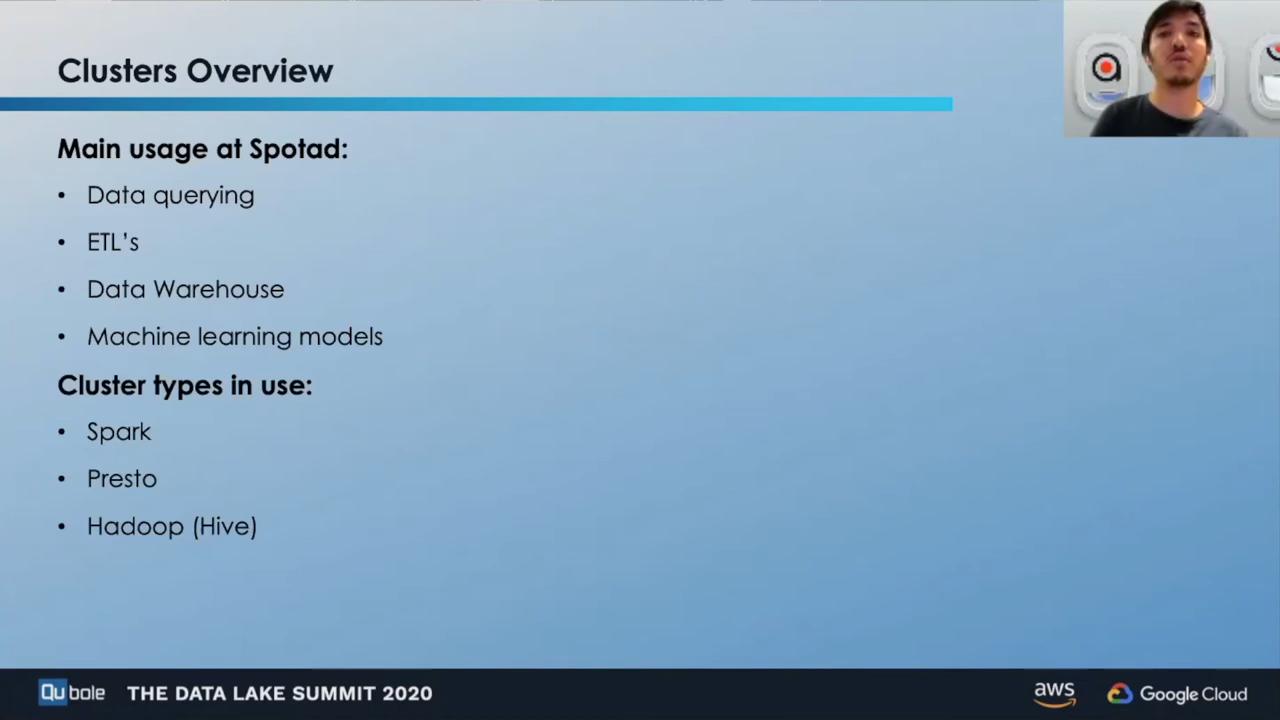 Clusters Overview
Main usage at Spotad:
• Data querying
• ETL's
• Data Warehouse
• Machine learning models
Cluster types in use:
• Spark
• Presto
• Hadoop (Hive)
Qubole THE DATA LAKE SUMMIT 2020 aws Google Cloud